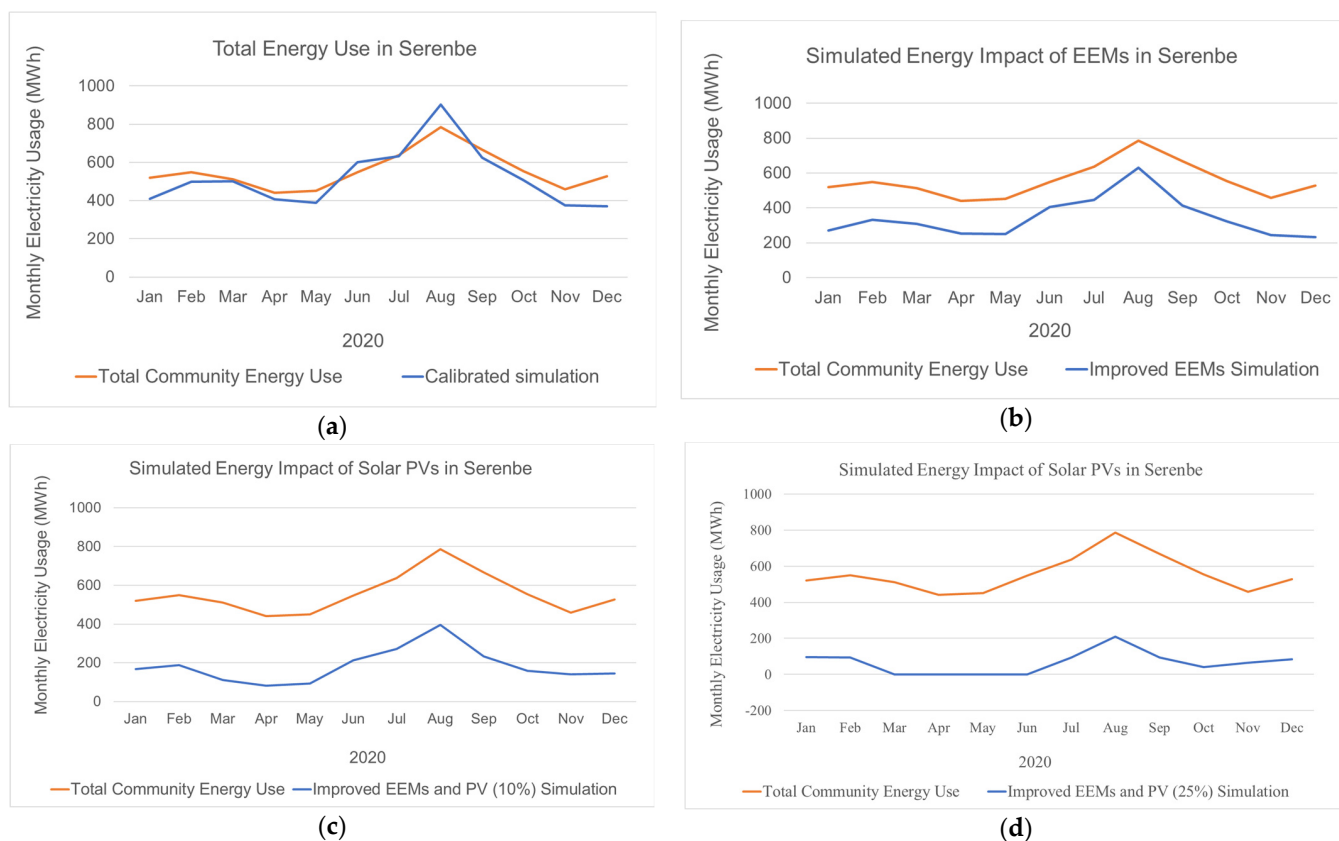 Total Energy Use in Serenbe
Monthly Electricity Usage (MWh)
1000
800
600
400
200
0
Jan Feb Mar Apr May Jun Jul Aug Sep Oct Nov Dec
2020
Total Community Energy Use Calibrated simulation
(a)
Simulated Energy Impact of EEMs in Serenbe
Monthly Electricity Usage (MWh)
1000
800
600
400
200
0
Jan Feb Mar Apr May Jun Jul Aug Sep Oct Nov Dec
2020
Total Community Energy Use Improved EEMs Simulation
(b)
Simulated Energy Impact of Solar PVs in Serenbe
Monthly Electricity Usage (MWh)
1000
800
600
400
200
0
Jan Feb Mar Apr May Jun Jul Aug Sep Oct Nov Dec
2020
Total Community Energy Use Improved EEMs and PV (10%) Simulation
(c)
Simulated Energy Impact of Solar PVs in Serenbe
Monthly Electricity Usage (MWh)
1000
800
600
400
200
0
-200
Jan Feb Mar Apr May Jun Jul Aug Sep Oct Nov Dec
2020
Total Community Energy Use Improved EEMs and PV (25%) Simulation
(d)